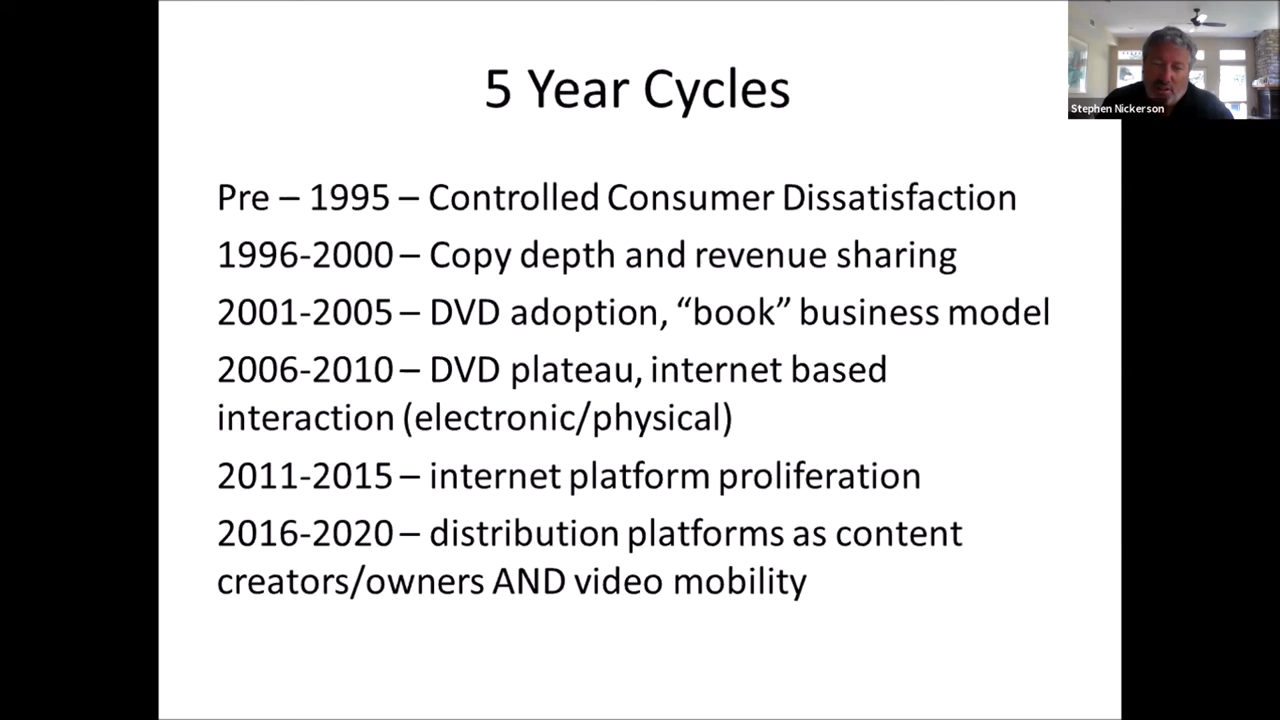 5 Year Cycles
Stephen Nickerson
Pre – 1995 – Controlled Consumer Dissatisfaction
1996-2000 – Copy depth and revenue sharing
2001-2005 – DVD adoption, “book” business model
2006-2010 – DVD plateau, internet based
interaction (electronic/physical)
2011-2015 – internet platform proliferation
2016-2020 – distribution platforms as content
creators/owners AND video mobility